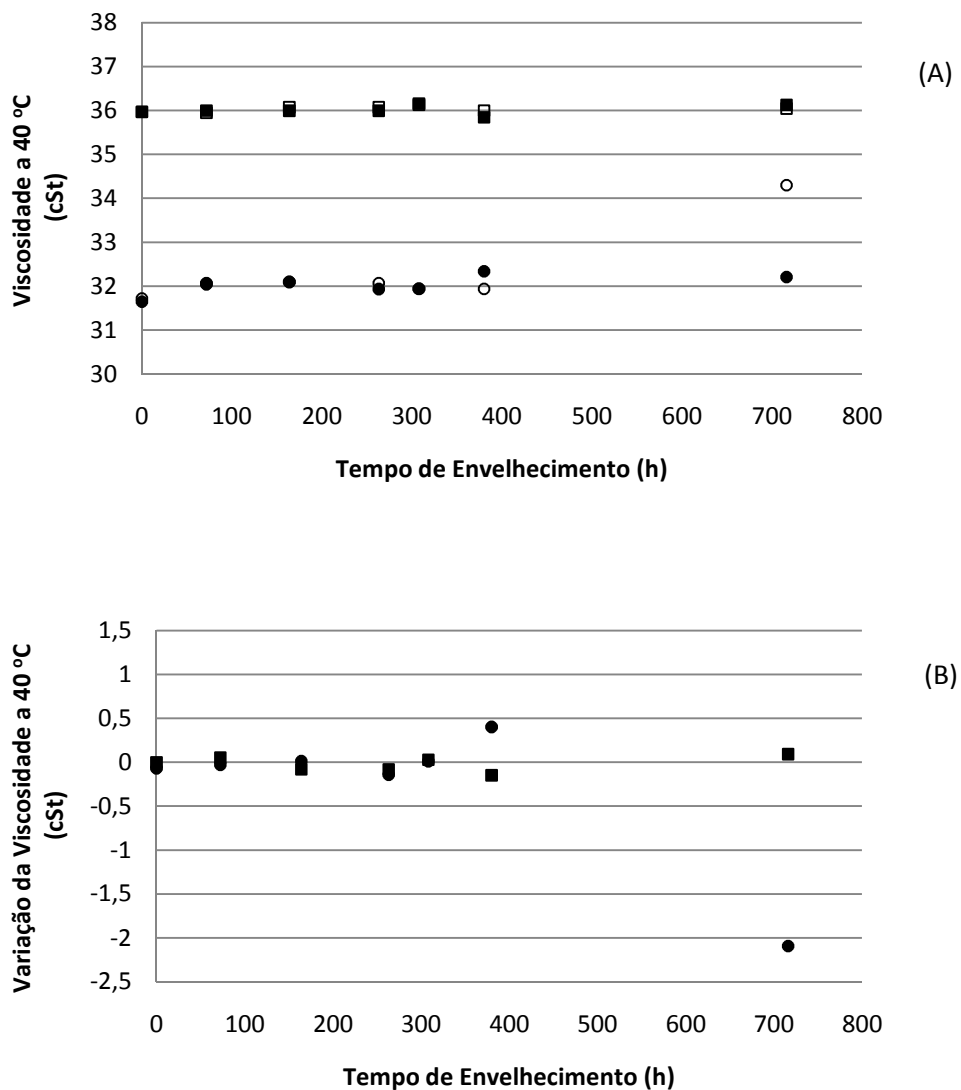 38
37
36
35
34
33
32
31
30
Viscosidade a 40 ºC
(cSt)
0 100 200 300 400 500 600 700 800
Tempo de Envelhecimento (h)
(A)
1,5
1
0,5
0
-0,5
-1
-1,5
-2
-2,5
Variação da Viscosidade a 40 ºC
(cSt)
0 100 200 300 400 500 600 700 800
Tempo de Envelhecimento (h)
(B)